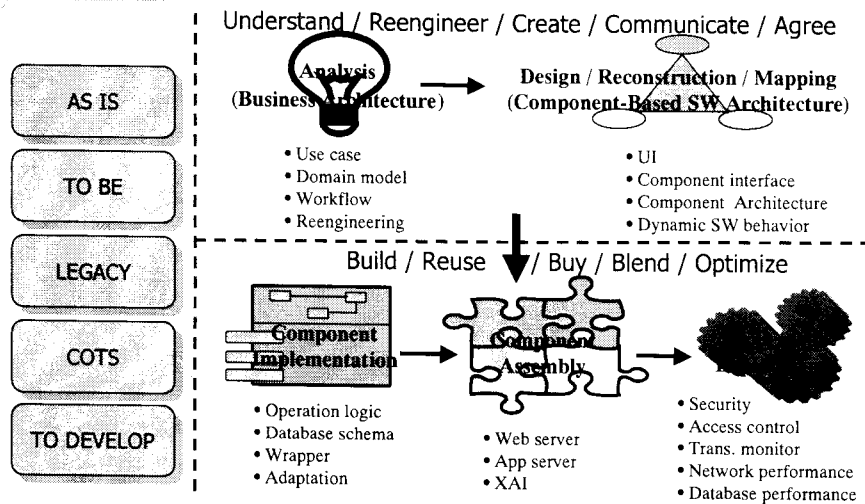 Understand / Reengineer / Create / Communicate / Agree
AS IS
TO BE
LEGACY
COTS
TO DEVELOP
Analysis
(Business Architecture)
• Use case
• Domain model
• Workflow
• Reengineering
Design / Reconstruction / Mapping
(Component-Based SW Architecture)
• UI
• Component interface
• Component Architecture
• Dynamic SW behavior
Build / Reuse / Buy / Blend / Optimize
Component
Implementation
• Operation logic
• Database schema
• Wrapper
• Adaptation
Component
Assembly
• Web server
• App server
• XAI
• Security
• Access control
• Trans. monitor
• Network performance
• Database performance